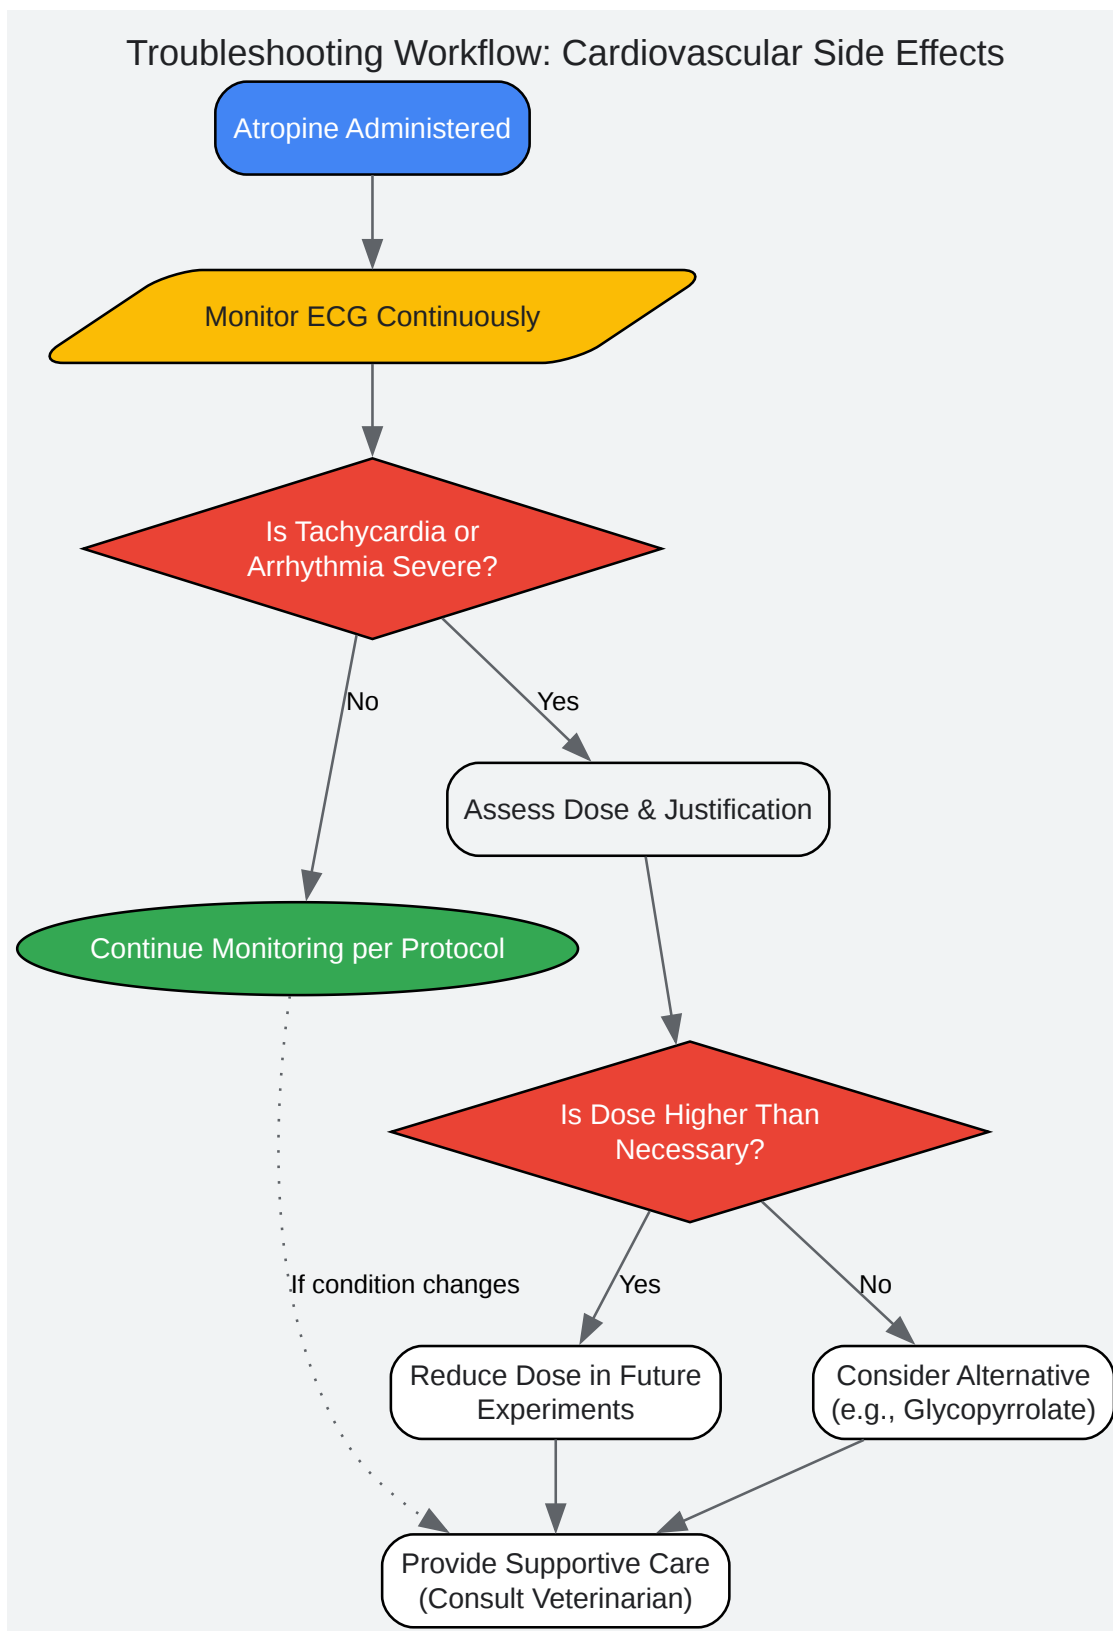 Troubleshooting Workflow: Cardiovascular Side Effects
Atropine Administered
Monitor ECG Continuously
Is Tachycardia or
Arrhythmia Severe?
No
Yes
Assess Dose & Justification
Continue Monitoring per Protocol
Is Dose Higher Than
Necessary?
If condition changes
Yes
No
Reduce Dose in Future
Experiments
Consider Alternative
(e.g., Glycopyrrolate)
Provide Supportive Care
(Consult Veterinarian)